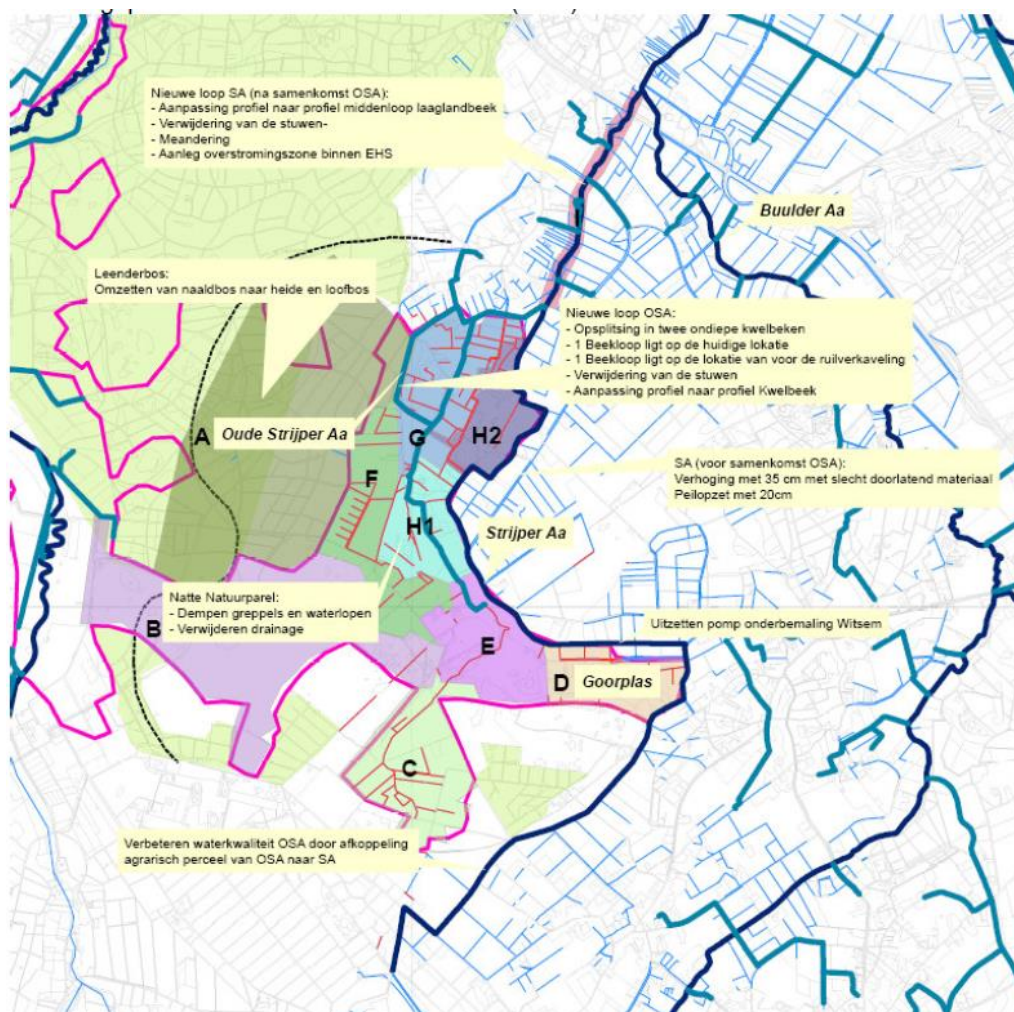 Nieuwe loop SA (na samenkomst OSA):
- Aanpassing profiel naar profiel middenloop laaglandbeek
- Verwijdering van de stuwen-
- Meandering
- Aanleg overstromingszone binnen EHS
I
Buulder Aa
Leenderbos:
Omzetten van naaldbos naar heide en loofbos
Nieuwe loop OSA:
- Opsplitsing in twee ondiepe kwelbeken
- 1 Beekloop ligt op de huidige lokatie
- 1 Beekloop ligt op de lokatie van voor de ruilverkaveling
- Verwijdering van de stuwen
- Aanpassing profiel naar profiel Kwelbeek
A
Oude Strijper Aa
G
H2
F
SA (voor samenkomst OSA):
Verhoging met 35 cm met slecht doorlatend materiaal
Peilopzet met 20cm
H1
Strijper Aa
Natte Natuurparel:
- Dempen greppels en waterlopen
- Verwijderen drainage
B
Uitzetten pomp onderbemaling Witsem
E
D
Goorplas
C
Verbeteren waterkwaliteit OSA door afkoppeling
agrarisch perceel van OSA naar SA